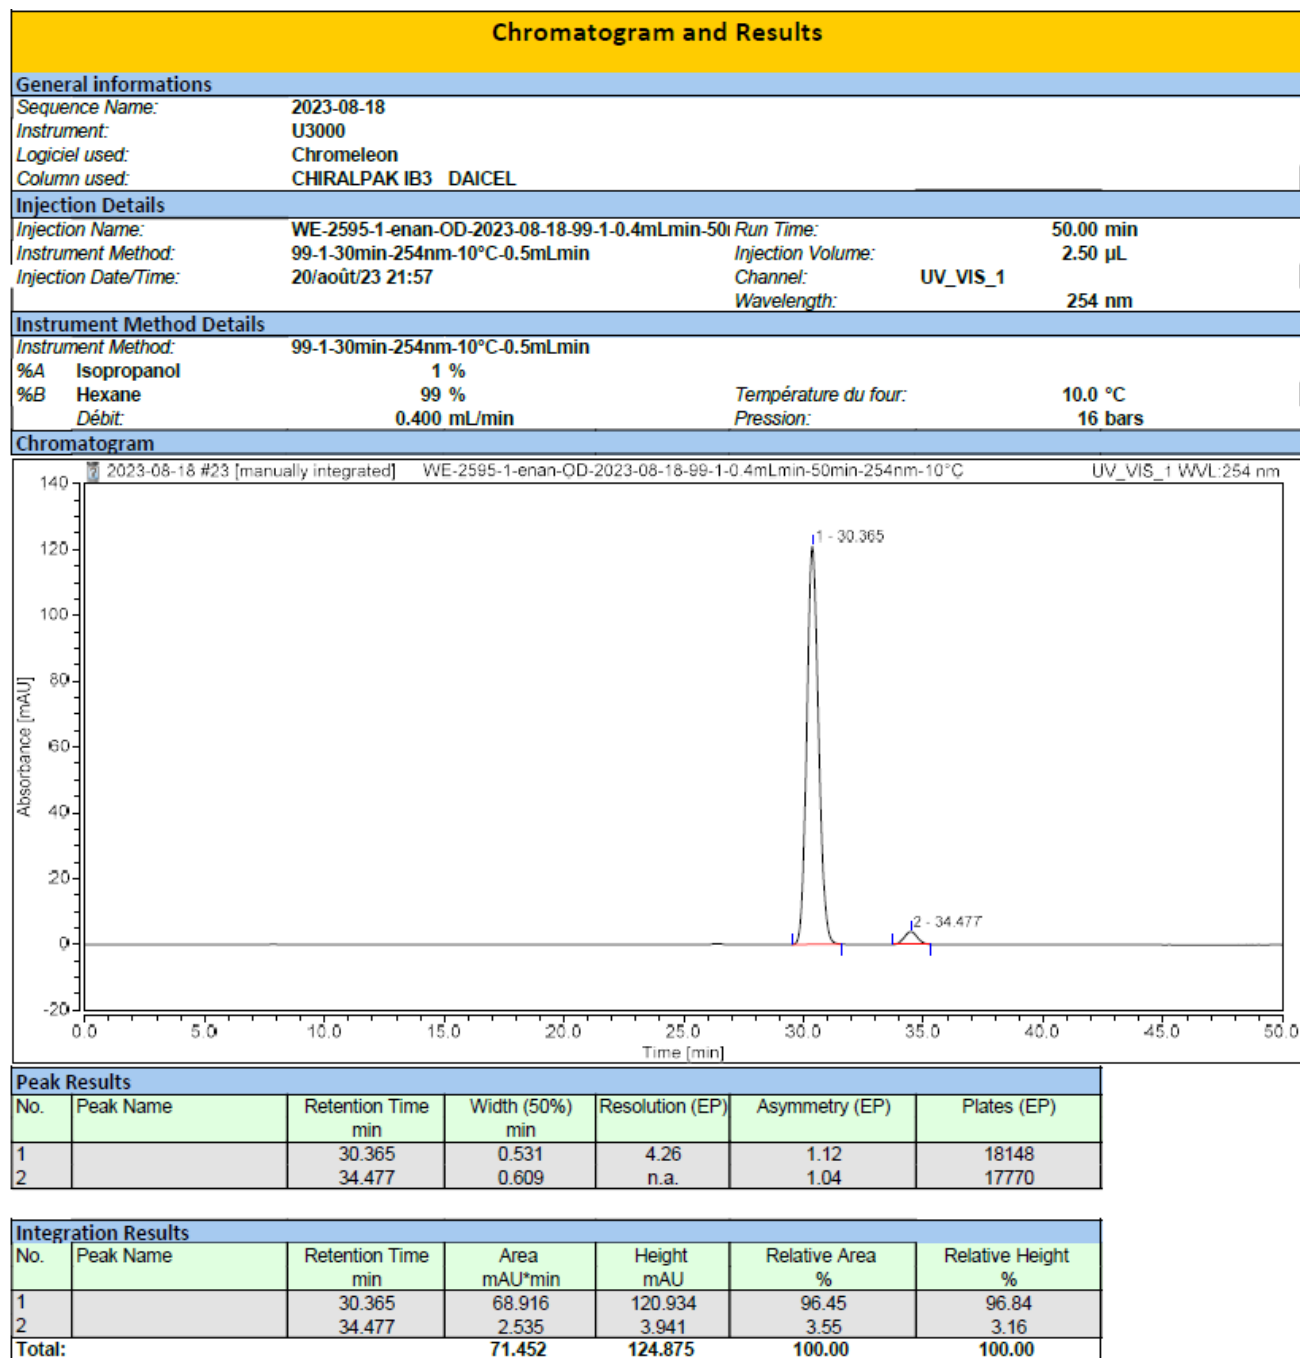 Chromatogram and Results
General informations
Sequence Name: 2023-08-18
Instrument: U3000
Logiciel used: Chromeleon
Column used: CHIRALPAK IB3 DAICEL
Injection Details
Injection Name: WE-2595-1-enan-OD-2023-08-18-99-1-0.4mLmin-50 Run Time: 50.00 min
Instrument Method: 99-1-30min-254nm-10°C-0.5mLmin Injection Volume: 2.50 µL
Injection Date/Time: 20/août/23 21:57 Channel: UV_VIS_1
Wavelength: 254 nm
Instrument Method Details
Instrument Method: 99-1-30min-254nm-10°C-0.5mLmin
%A Isopropanol 1 %
%B Hexane 99 % Température du four: 10.0 °C
Débit: 0.400 mL/min Pression: 16 bars
Chromatogram
2023-08-18 #23 [manually integrated] WE-2595-1-enan-OD-2023-08-18-99-1-0.4mLmin-50min-254nm-10°C UV_VIS_1 WVL:254 nm
140
120
100
80
60
40
20
0
-20
Absorbance [mAU]
1 - 30.365
2 - 34.477
0.0 5.0 10.0 15.0 20.0 25.0 30.0 35.0 40.0 45.0 50.0
Time [min]
Peak Results
No. Peak Name Retention Time Width (50%) Resolution (EP) Asymmetry (EP) Plates (EP)
min min
1 30.365 0.531 4.26 1.12 18148
2 34.477 0.609 n.a. 1.04 17770
Integration Results
No. Peak Name Retention Time Area Height Relative Area Relative Height
min mAU*min mAU % %
1 30.365 68.916 120.934 96.45 96.84
2 34.477 2.535 3.941 3.55 3.16
Total: 71.452 124.875 100.00 100.00